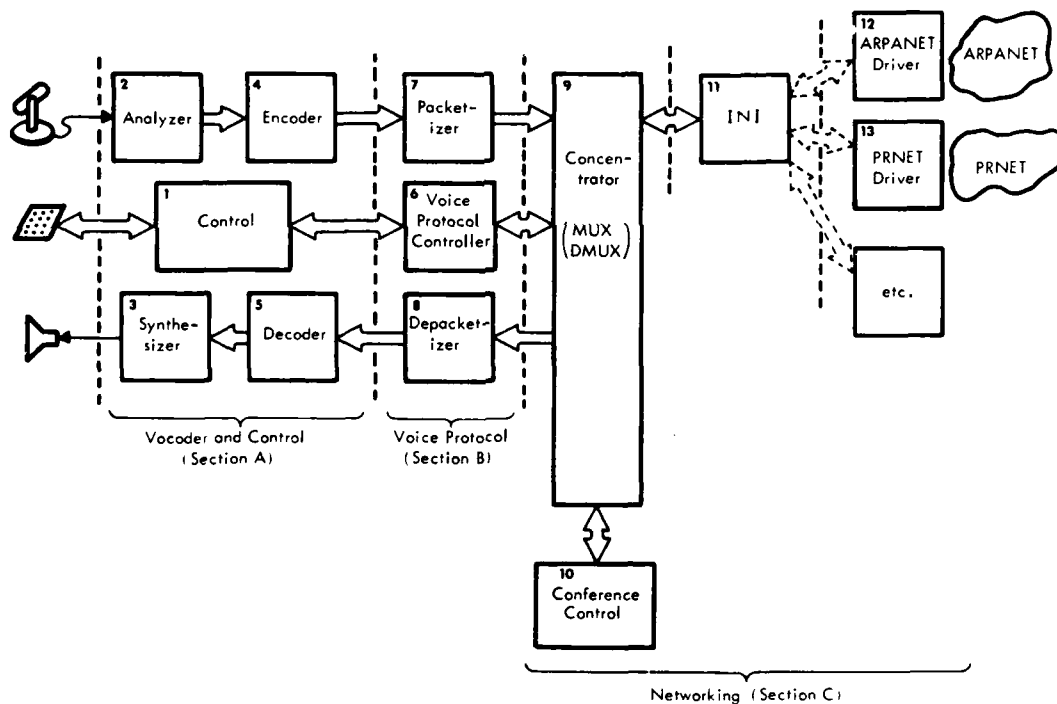 2
Analyzer
4
Encoder
7
Packet-
izer
9
Concen-
trator
(MUX
DMUX)
11
INI
12
ARPANET
Driver
ARPANET
13
PRNET
Driver
PRNET
etc.
1
Control
6
Voice
Protocol
Controller
3
Synthe-
sizer
5
Decoder
8
Depacket-
izer
Vocoder and Control
(Section A)
Voice Protocol
(Section B)
10
Conference
Control
Networking (Section C)